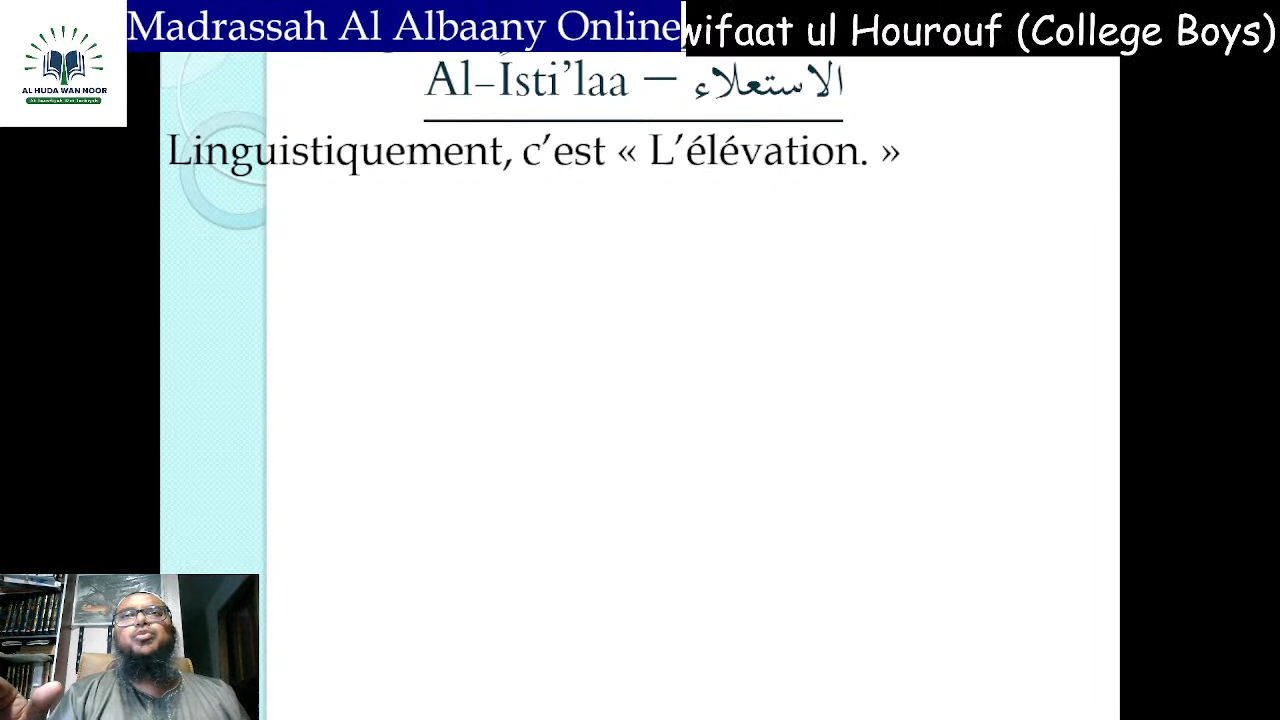 Madrassah Al Albaany Online
wifaat ul Hourouf (College Boys)
AL HUDA WAN NOOR
Al-Isti’laa – الاستعلاء
Linguistiquement, c’est « L’élévation. »